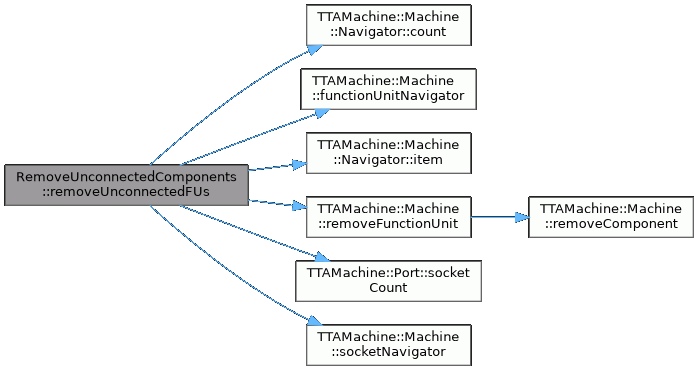 TTAMachine::Machine
::Navigator::count
TTAMachine::Machine
::functionUnitNavigator
TTAMachine::Machine
::Navigator::item
RemoveUnconnectedComponents
::removeUnconnectedFUs
TTAMachine::Machine
::removeFunctionUnit
TTAMachine::Machine
::removeComponent
TTAMachine::Port::socket
Count
TTAMachine::Machine
::socketNavigator